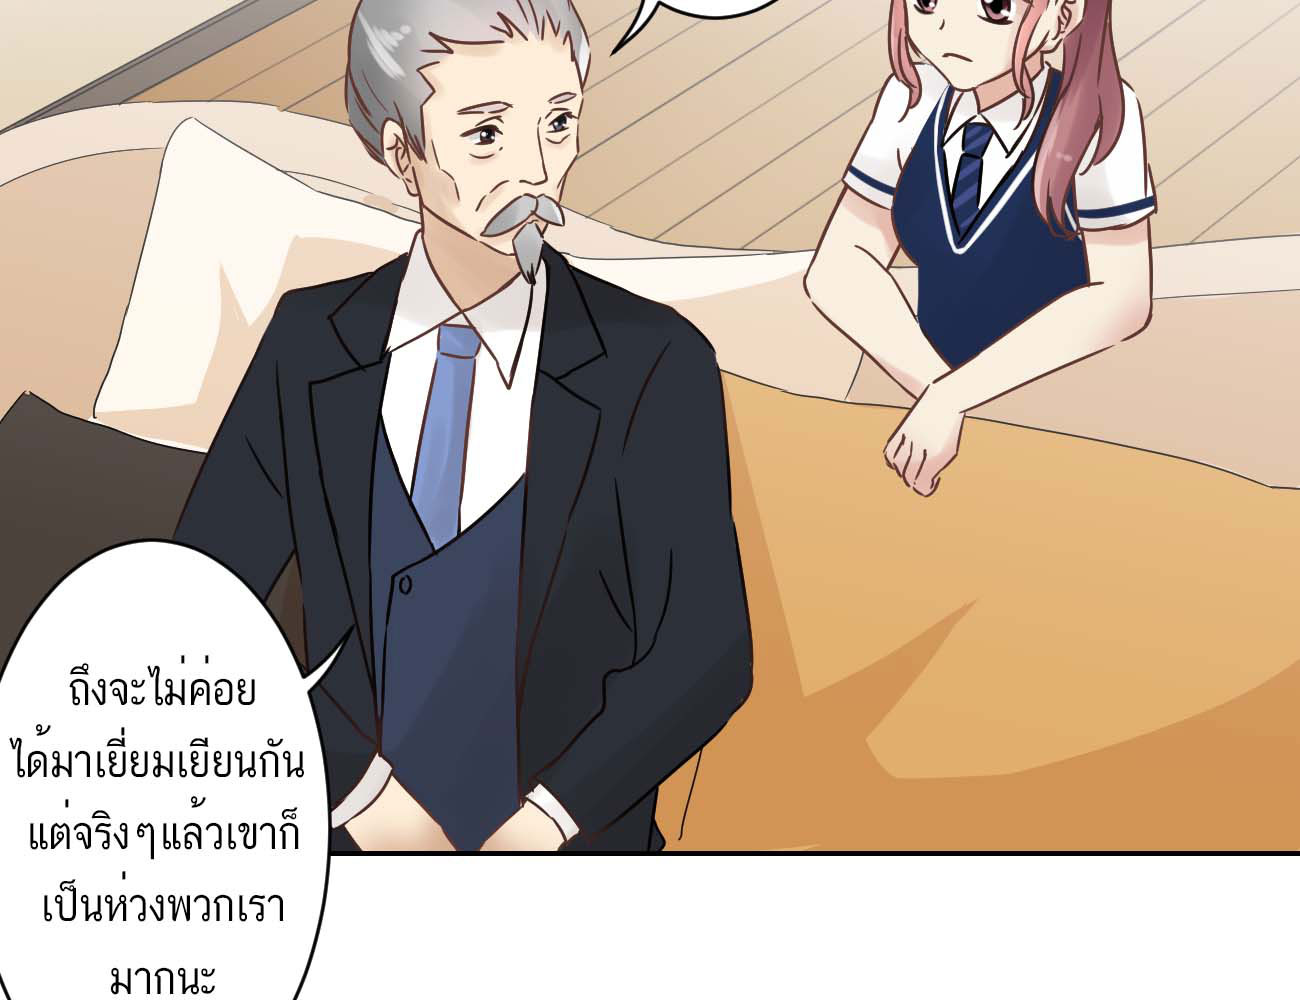 ถึงจะไม่ค่อย
ได้มาเยี่ยมเยียนกัน
แต่จริงๆแล้วเขาก็
เป็นห่วงพวกเรา
มากนะ